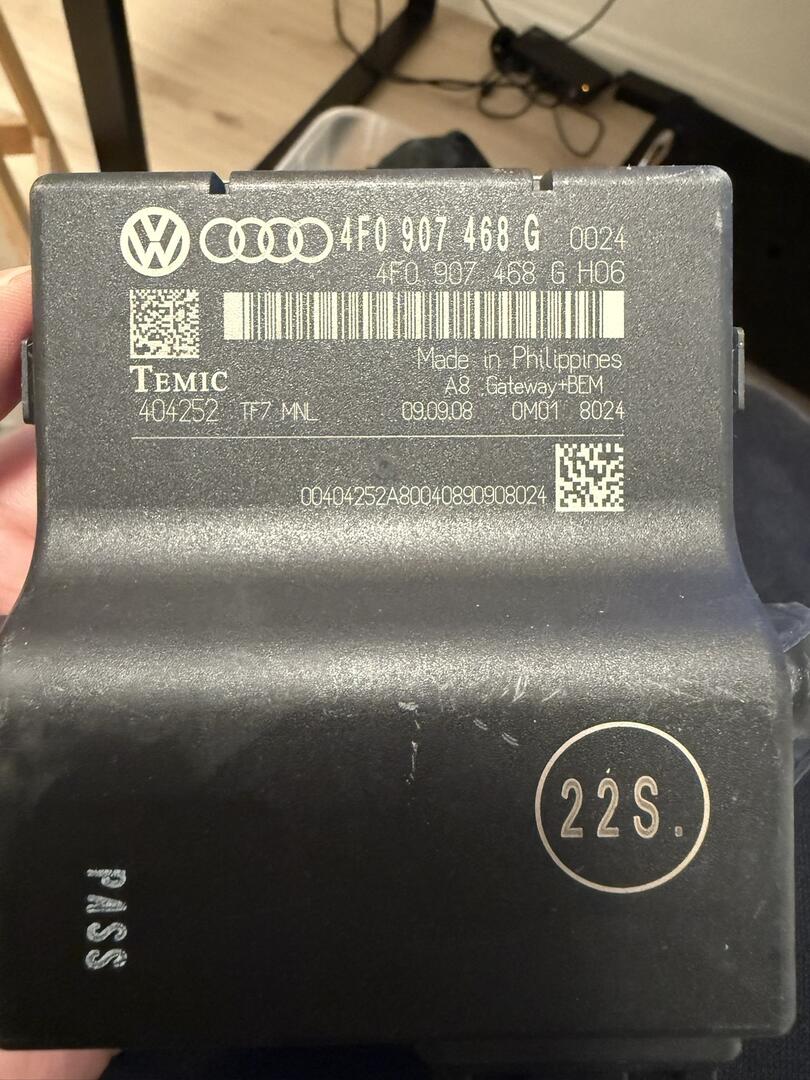 4F0 907 468 G 0024
4F0 907 468 G H06
Made in Philippines
TEMIC
A8 Gateway+BEM
404252 TF7 MNL 09.09.08 0M01 8024
00404252A80040890908024
22S.
PASS